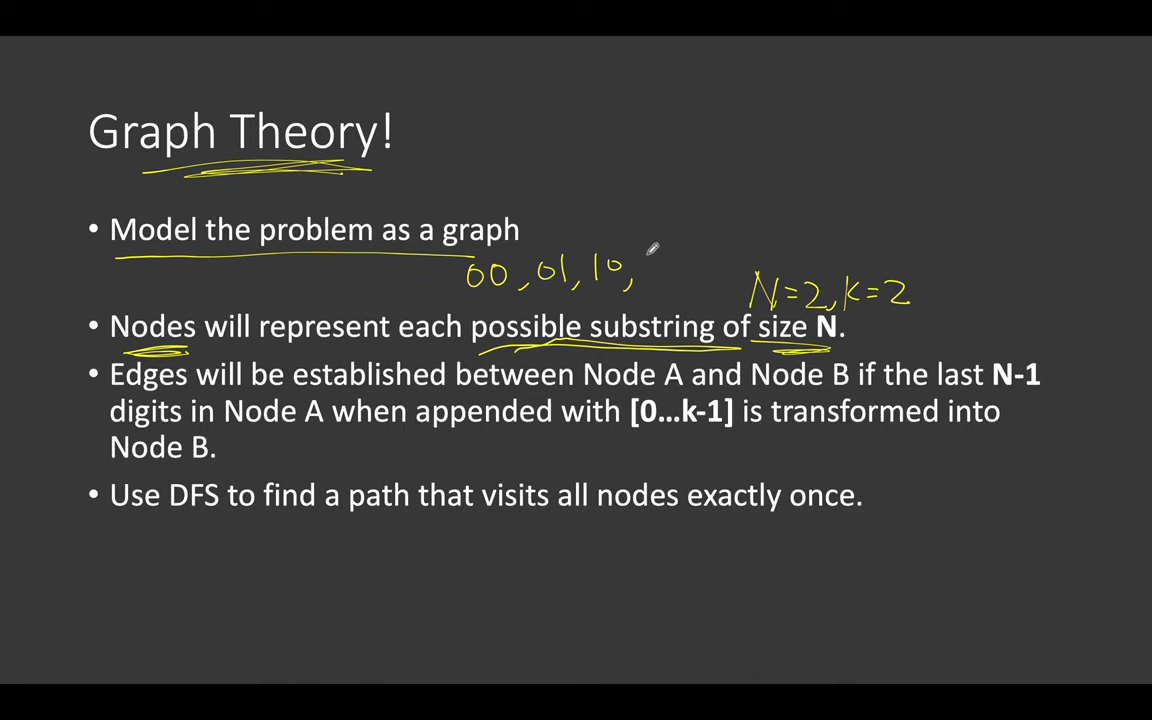 Graph Theory!
• Model the problem as a graph
00, 01, 10,
N=2, K=2
• Nodes will represent each possible substring of size N.
• Edges will be established between Node A and Node B if the last N-1
digits in Node A when appended with [0...k-1] is transformed into
Node B.
• Use DFS to find a path that visits all nodes exactly once.